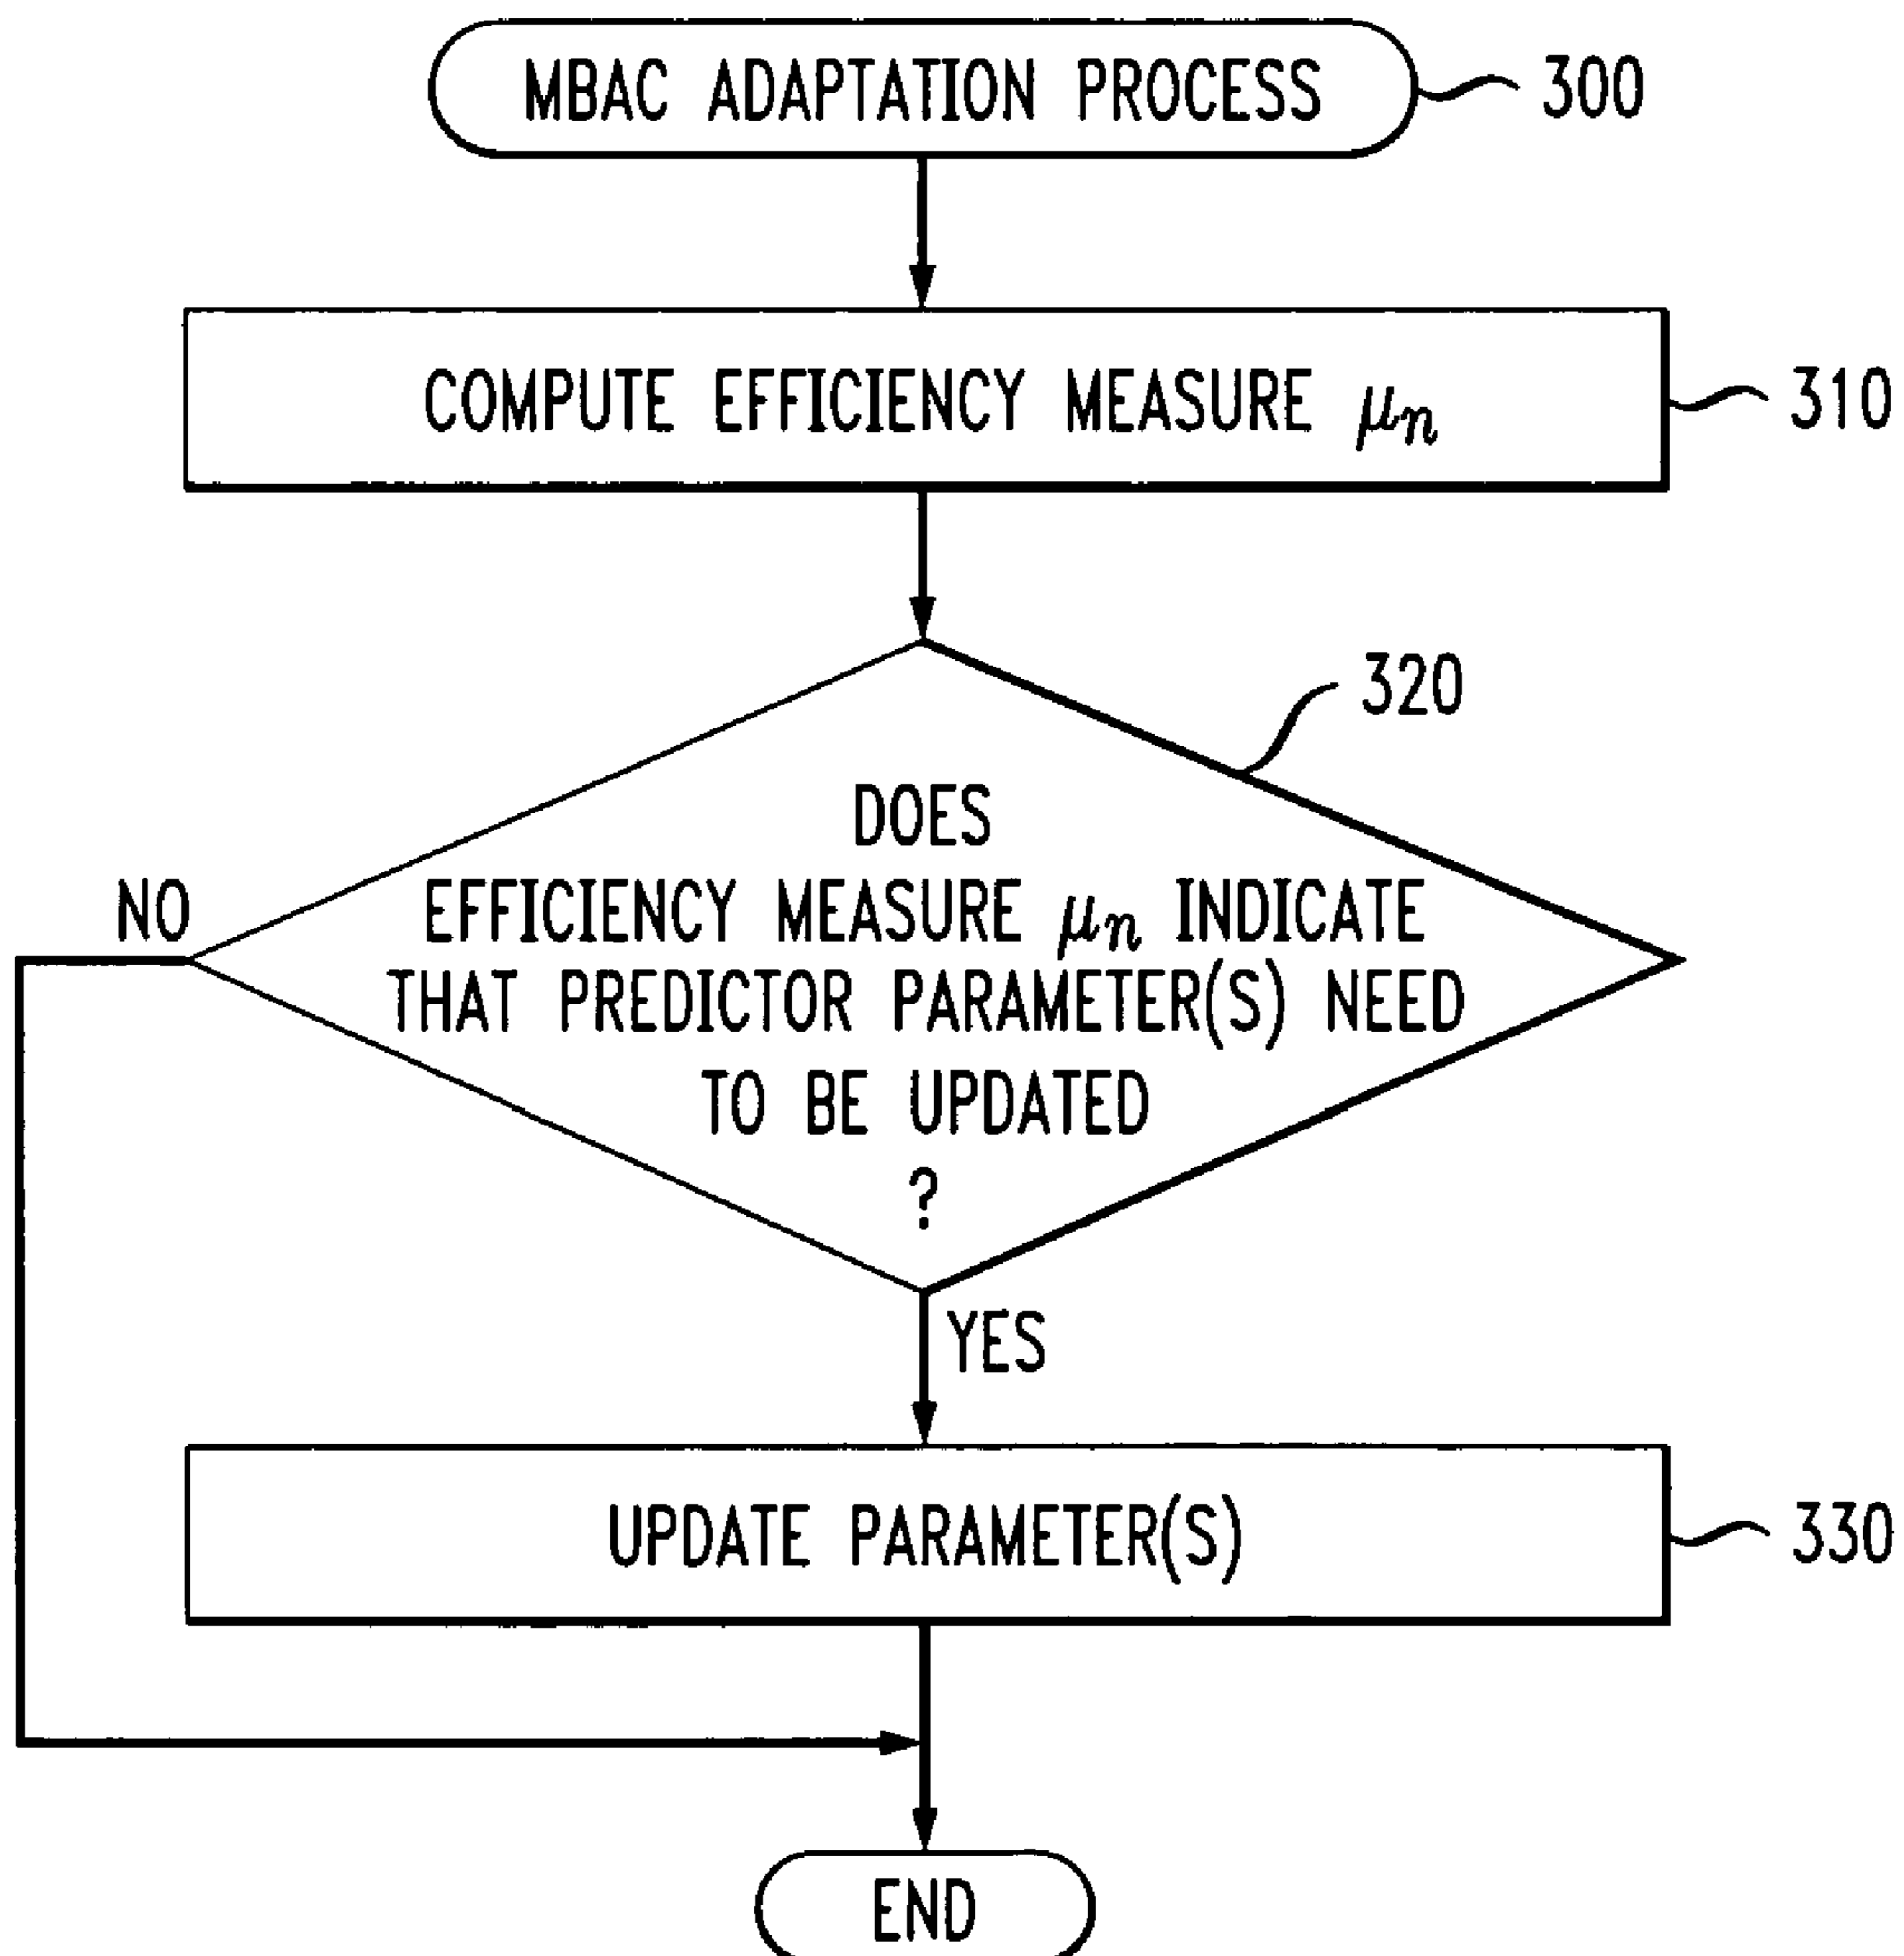 MBAC ADAPTATION PROCESS
300
COMPUTE EFFICIENCY MEASURE μn
310
320
DOES
EFFICIENCY MEASURE μn INDICATE
THAT PREDICTOR PARAMETER(S) NEED
TO BE UPDATED
?
NO
YES
UPDATE PARAMETER(S)
330
END